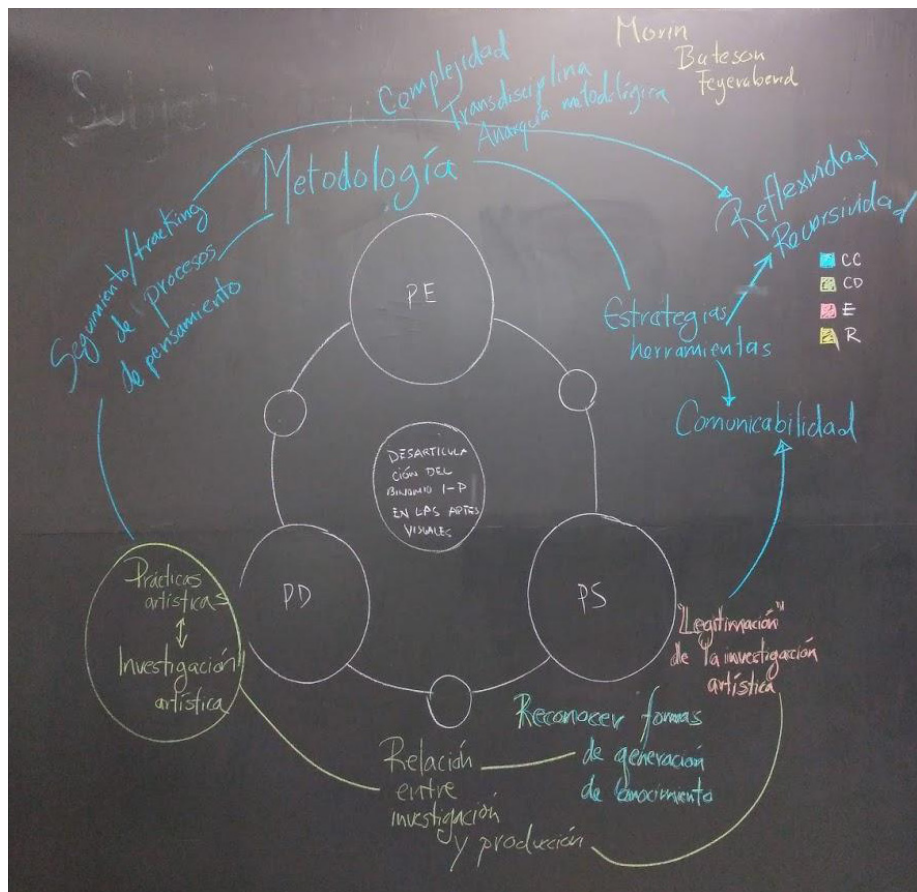 Morin
Bateson
Feyerabend
Complejidad
Transdisciplina
Anarquía metodológica
Metodología
Reflexividad
Recursividad
CC
CD
E
R
Seguimiento/tracking
de procesos
de pensamiento
PE
Estrategias
herramientas
Comunicabilidad
DESARTICULA
CIÓN DEL
BINOMIO I-P
EN LAS ARTES
VISUALES
Prácticas
artísticas
Investigación
artística
PD
PS
"Legitimación"
de la investigación
artística
Reconocer formas
de generación
de conocimiento
Relación
entre
investigación
y producción